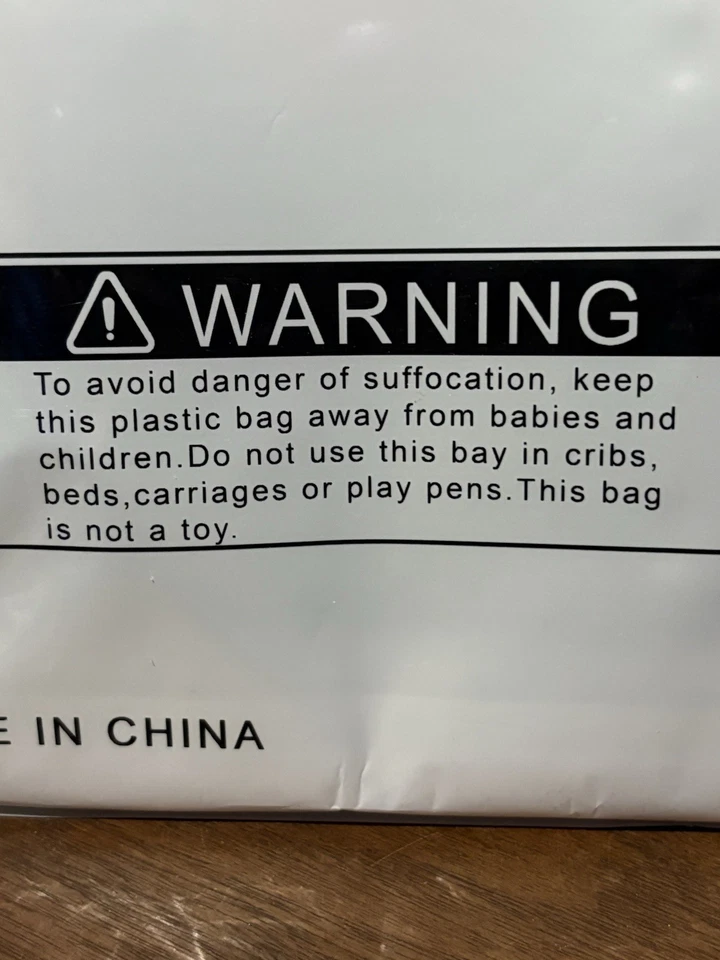 WARNING
To avoid danger of suffocation, keep
this plastic bag away from babies and
children.Do not use this bay in cribs,
beds,carriages or play pens.This bag
is not a toy.
E IN CHINA